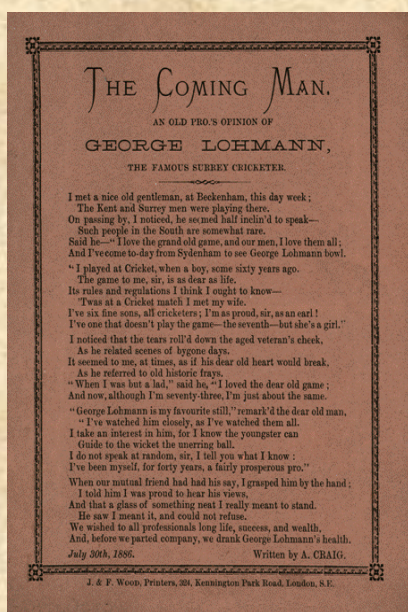 THE COMING MAN.
AN OLD PRO.'S OPINION OF
GEORGE LOHMANN,
THE FAMOUS SURREY CRICKETER.
I met a nice old gentleman, at Beckenham, this day week;
The Kent and Surrey men were playing there.
On passing by, I noticed, he seemed half inclin'd to speak—
Such people in the South are somewhat rare.
Said he—"I love the grand old game, and our men, I love them all;
And I've come to-day from Sydenham to see George Lohmann bowl.
"I played at Cricket, when a boy, some sixty years ago.
The game to me, sir, is as dear as life.
Its rules and regulations I think I ought to know—
'Twas at a Cricket match I met my wife.
I've six fine sons, all cricketers; I'm as proud, sir, as an earl!
I've one that doesn't play the game—the seventh—but she's a girl."
I noticed that the tears roll'd down the aged veteran's cheek,
As he related scenes of bygone days.
It seemed to me, at times, as if his dear old heart would break,
As he referred to old historic frays.
"When I was but a lad," said he, "I loved the dear old game;
And now, although I'm seventy-three, I'm just about the same.
"George Lohmann is my favourite still," remark'd the dear old man,
"I've watched him closely, as I've watched them all.
I take an interest in him, for I know the youngster can
Guide to the wicket the unerring ball.
I do not speak at random, sir, I tell you what I know:
I've been myself, for forty years, a fairly prosperous pro."
When our mutual friend had had his say, I grasped him by the hand;
I told him I was proud to hear his views,
And that a glass of something neat I really meant to stand.
He saw I meant it, and could not refuse.
We wished to all professionals long life, success, and wealth,
And, before we parted company, we drank George Lohmann's health.
July 30th, 1886. Written by A. CRAIG.
J. & F. WOOD, Printers, 324, Kennington Park Road, London, S.E.